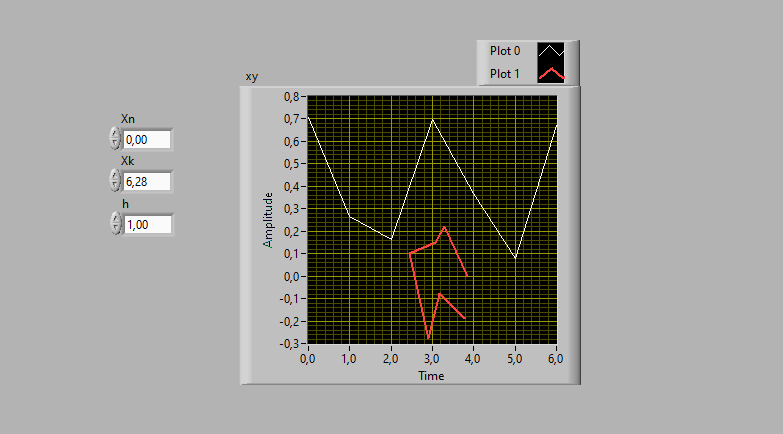 Plot 0
Plot 1
xy
Xn
0,00
Xk
6,28
h
1,00
Amplitude
0,8
0,7
0,6
0,5
0,4
0,3
0,2
0,1
0,0
-0,1
-0,2
-0,3
0,0 1,0 2,0 3,0 4,0 5,0 6,0
Time